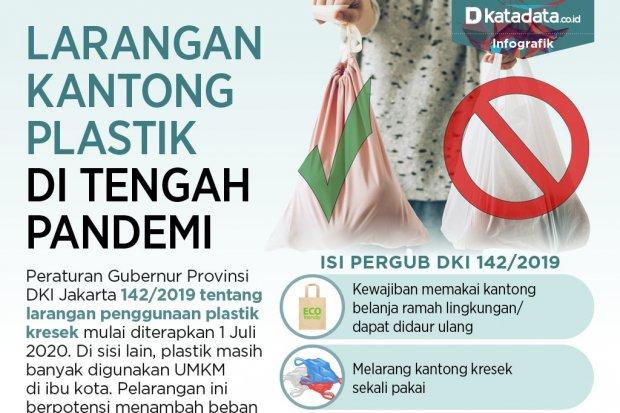 Dkatadata.co.id
Infografik
LARANGAN
KANTONG
PLASTIK
DI TENGAH
PANDEMI
Peraturan Gubernur Provinsi
DKI Jakarta 142/2019 tentang
larangan penggunaan plastik
kresek mulai diterapkan 1 Juli
2020. Di sisi lain, plastik masih
banyak digunakan UMKM
di ibu kota. Pelarangan ini
berpotensi menambah beban
ISI PERGUB DKI 142/2019
ECO
friendly
Kewajiban memakai kantong
belanja ramah lingkungan/
dapat didaur ulang
Melarang kantong kresek
sekali pakai